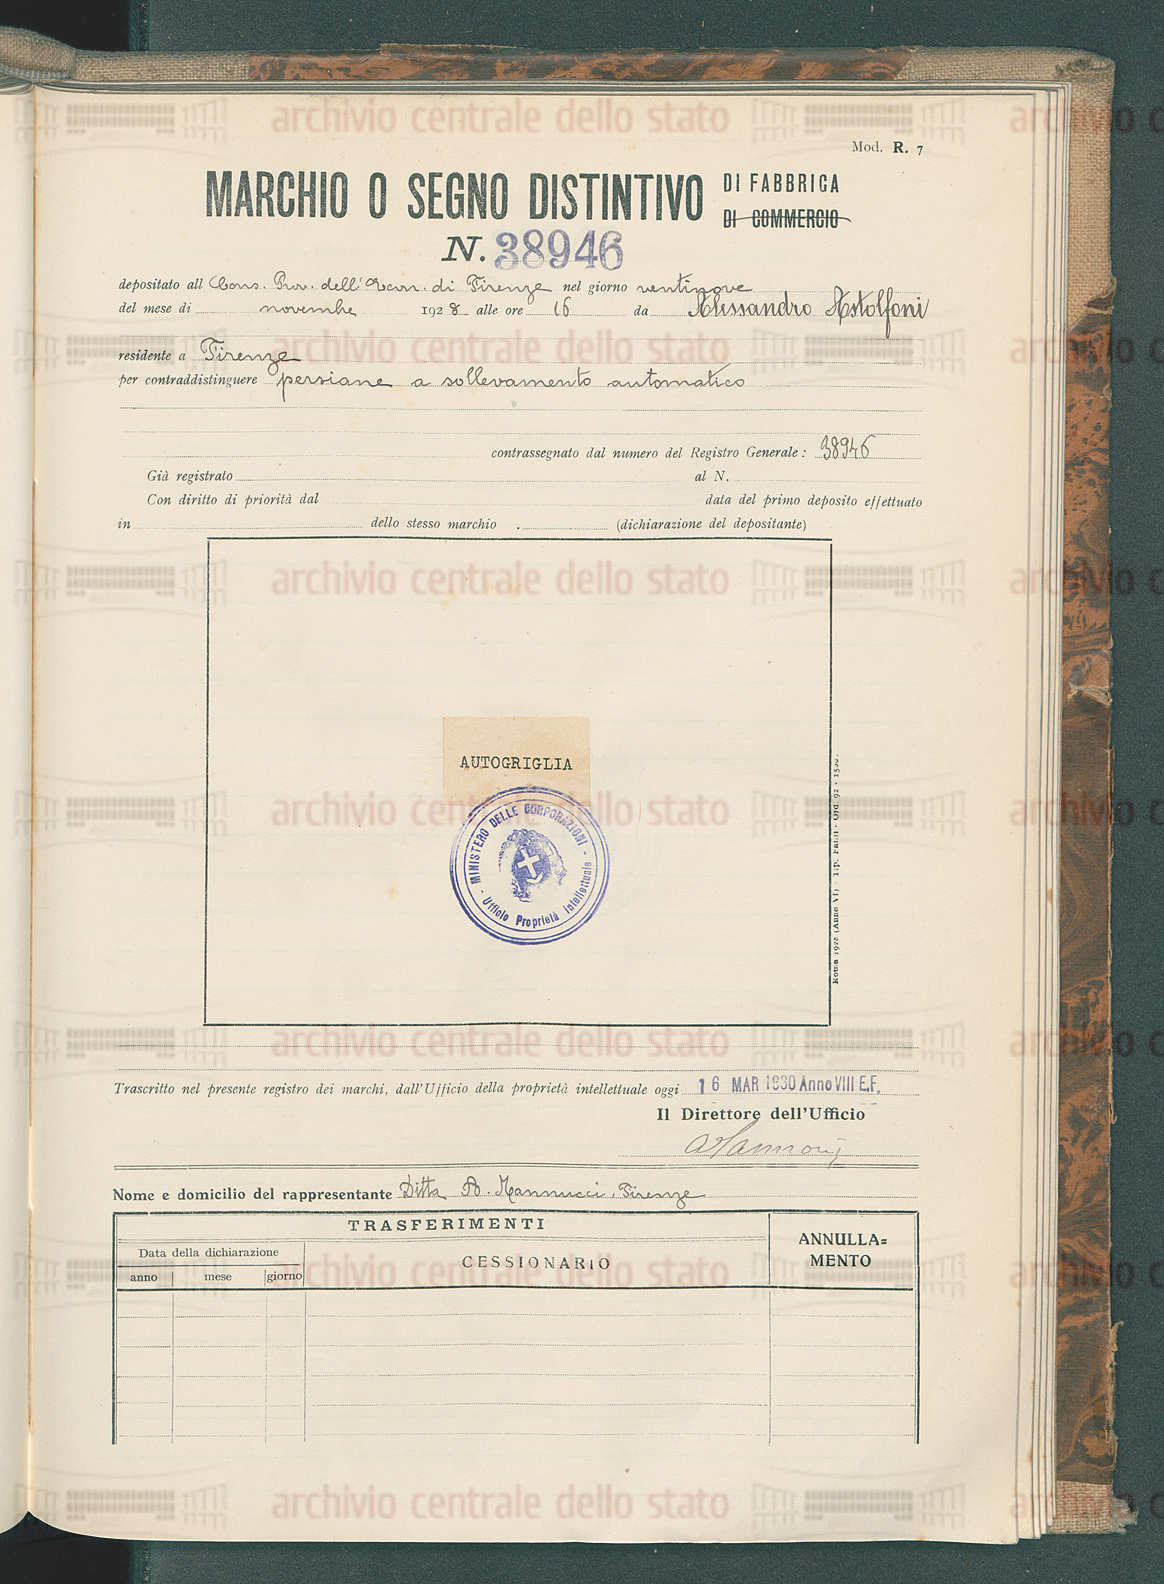 Mod. R. 7
MARCHIO O SEGNO DISTINTIVO DI FABBRICA
DI COMMERCIO
N. 38946
depositato all Cons. Prov. dell'Econ. di Firenze nel giorno ventinove
del mese di novembre 1928 alle ore 16 da Alessandro Astolfoni
residente a Firenze
per contraddistinguere persiane a sollevamento automatico
contrassegnato dal numero del Registro Generale: 38946
Già registrato al N.
Con diritto di priorità dal data del primo deposito effettuato
in dello stesso marchio . (dichiarazione del depositante)
AUTOGRIGLIA
- MINISTERO DELLE CORPORAZIONI -
Ufficio Proprietà Intellettuale
Trascritto nel presente registro dei marchi, dall'Ufficio della proprietà intellettuale oggi 16 MAR 1930 Anno VIII E.F.
Il Direttore dell'Ufficio
Nome e domicilio del rappresentante Ditta A. Mannucci, Firenze
TRASFERIMENTI
ANNULLA=
MENTO
Data della dichiarazione
CESSIONARIO
anno mese giorno
archivio centrale dello stato